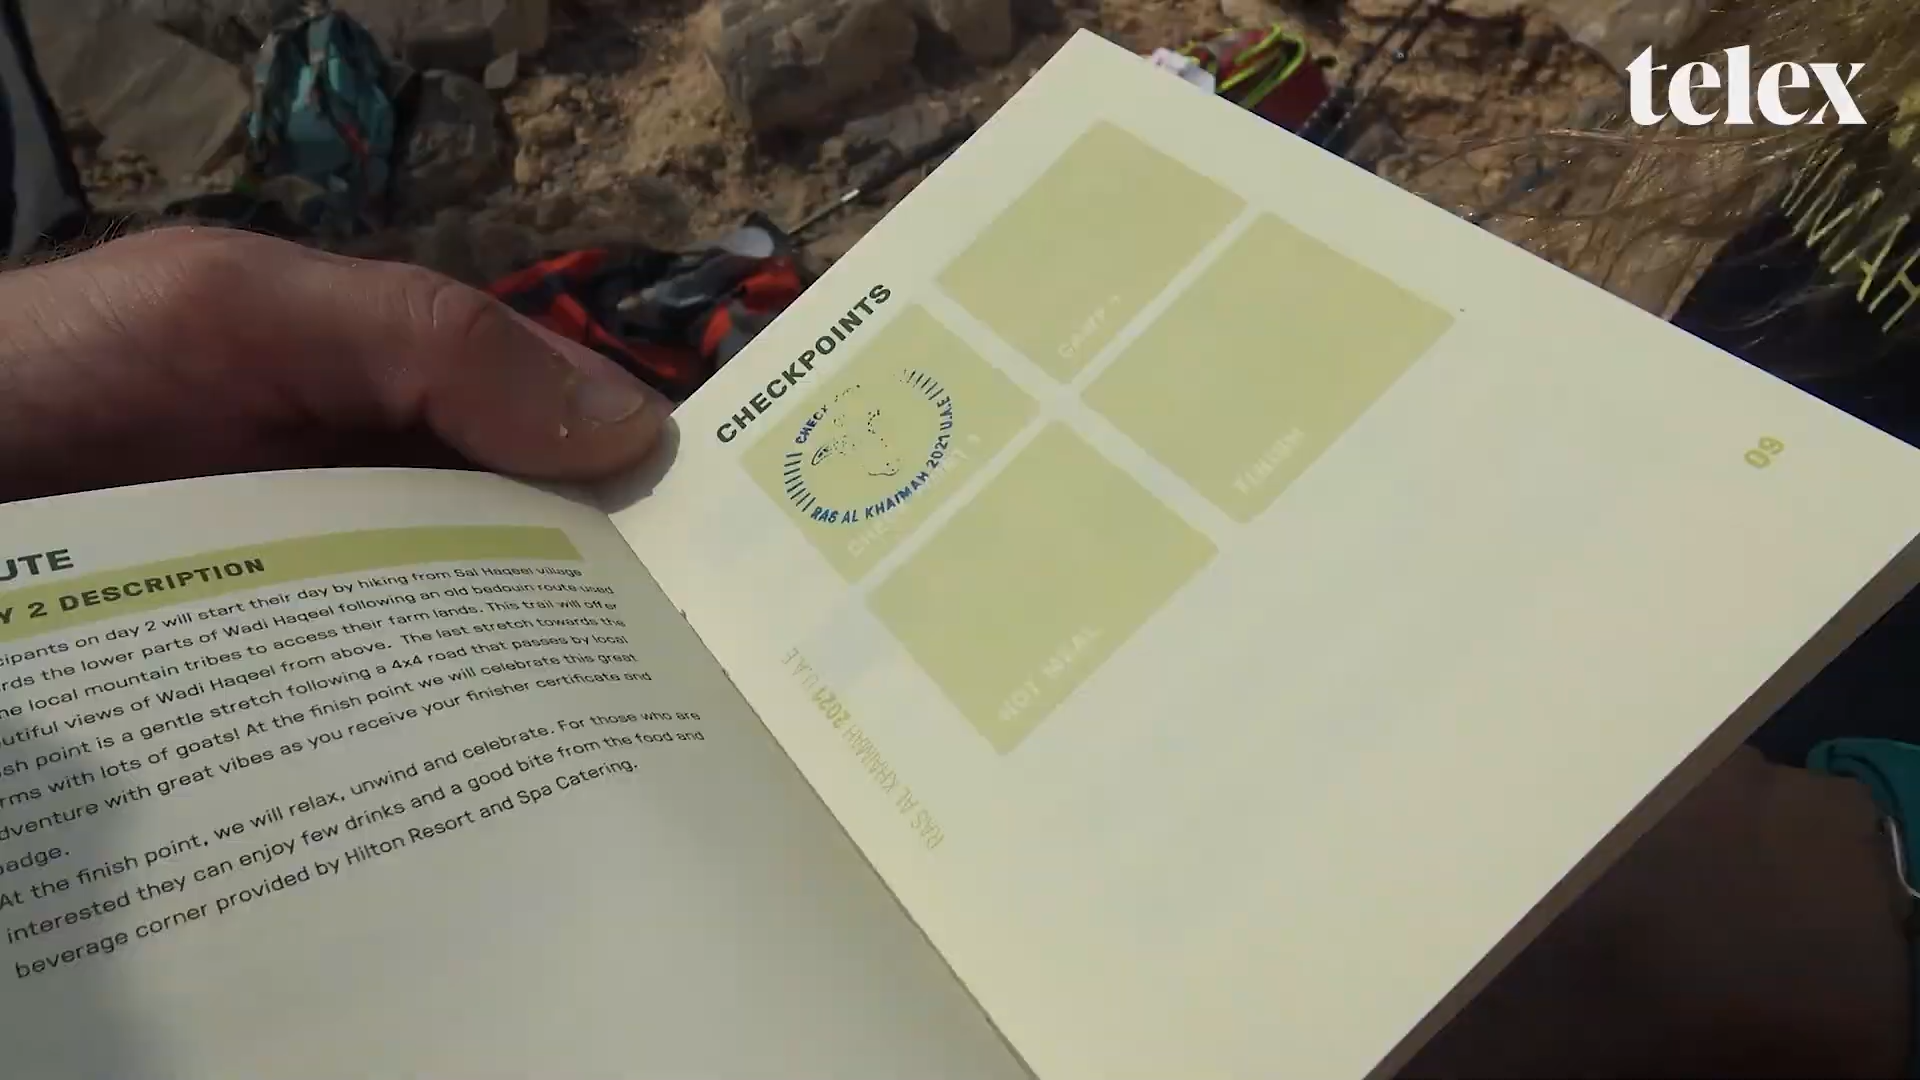 telex
UTE
Y 2 DESCRIPTION
cipants on day 2 will start their day by hiking from Sal Haqeel village
rds the lower parts of Wadi Haqeel following an old bedouin route used
he local mountain tribes to access their farm lands. This trail will offer
utiful views of Wadi Haqeel from above. The last stretch towards the
sh point is a gentle stretch following a 4x4 road that passes by local
rms with lots of goats! At the finish point we will celebrate this great
dventure with great vibes as you receive your finisher certificate and
badge.
At the finish point, we will relax, unwind and celebrate. For those who are
interested they can enjoy few drinks and a good bite from the food and
beverage corner provided by Hilton Resort and Spa Catering.
CHECKPOINTS
CHECK
RAS AL KHAIMAH 2021 U.A.E
HOT MEAL
RAS AL KHAIMAH 2021 U.A.E
09